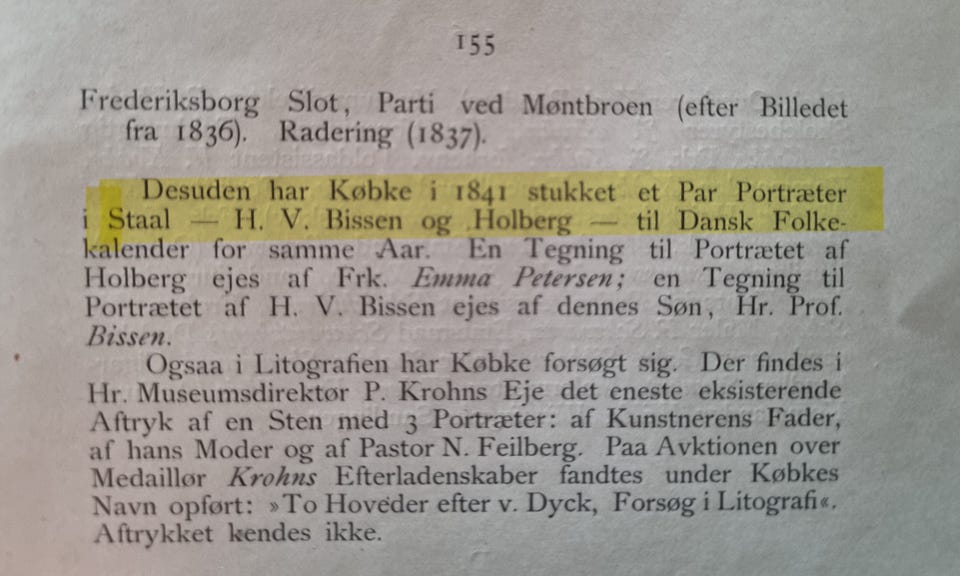 155
Frederiksborg Slot, Parti ved Møntbroen (efter Billedet
fra 1836). Radering (1837).
Desuden har Købke i 1841 stukket et Par Portræter
i Staal — H. V. Bissen og Holberg — til Dansk Folke-
kalender for samme Aar. En Tegning til Portrætet af
Holberg ejes af Frk. Emma Petersen; en Tegning til
Portrætet af H. V. Bissen ejes af dennes Søn, Hr. Prof.
Bissen.
Ogsaa i Litografien har Købke forsøgt sig. Der findes i
Hr. Museumsdirektør P. Krohns Eje det eneste eksisterende
Aftryk af en Sten med 3 Portræter: af Kunstnerens Fader,
af hans Moder og af Pastor N. Feilberg. Paa Avktionen over
Medaillør Krohns Efterladenskaber fandtes under Købkes
Navn opført: »To Hoveder efter v. Dyck, Forsøg i Litografi«.
Aftrykket kendes ikke.